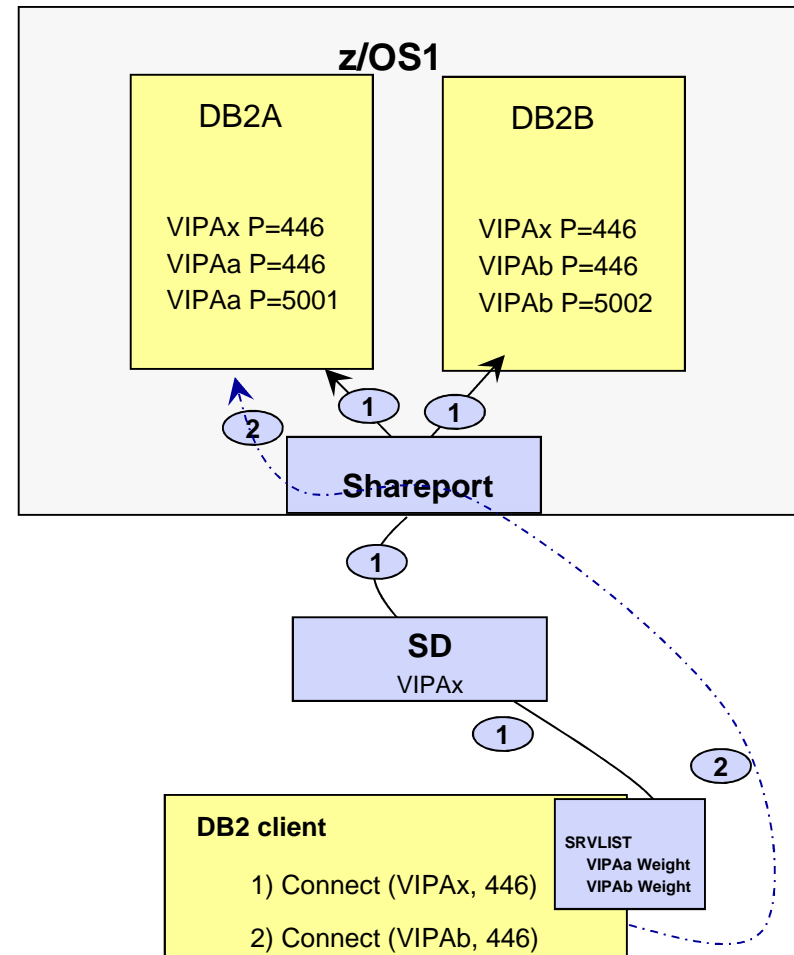 z/OS1
DB2A
VIPAx P=446
VIPAa P=446
VIPAa P=5001
DB2B
VIPAx P=446
VIPAb P=446
VIPAb P=5002
1
1
2
Shareport
1
SD
VIPAx
1
2
DB2 client
1) Connect (VIPAx, 446)
2) Connect (VIPAb, 446)
SRVLIST
VIPAa Weight
VIPAb Weight